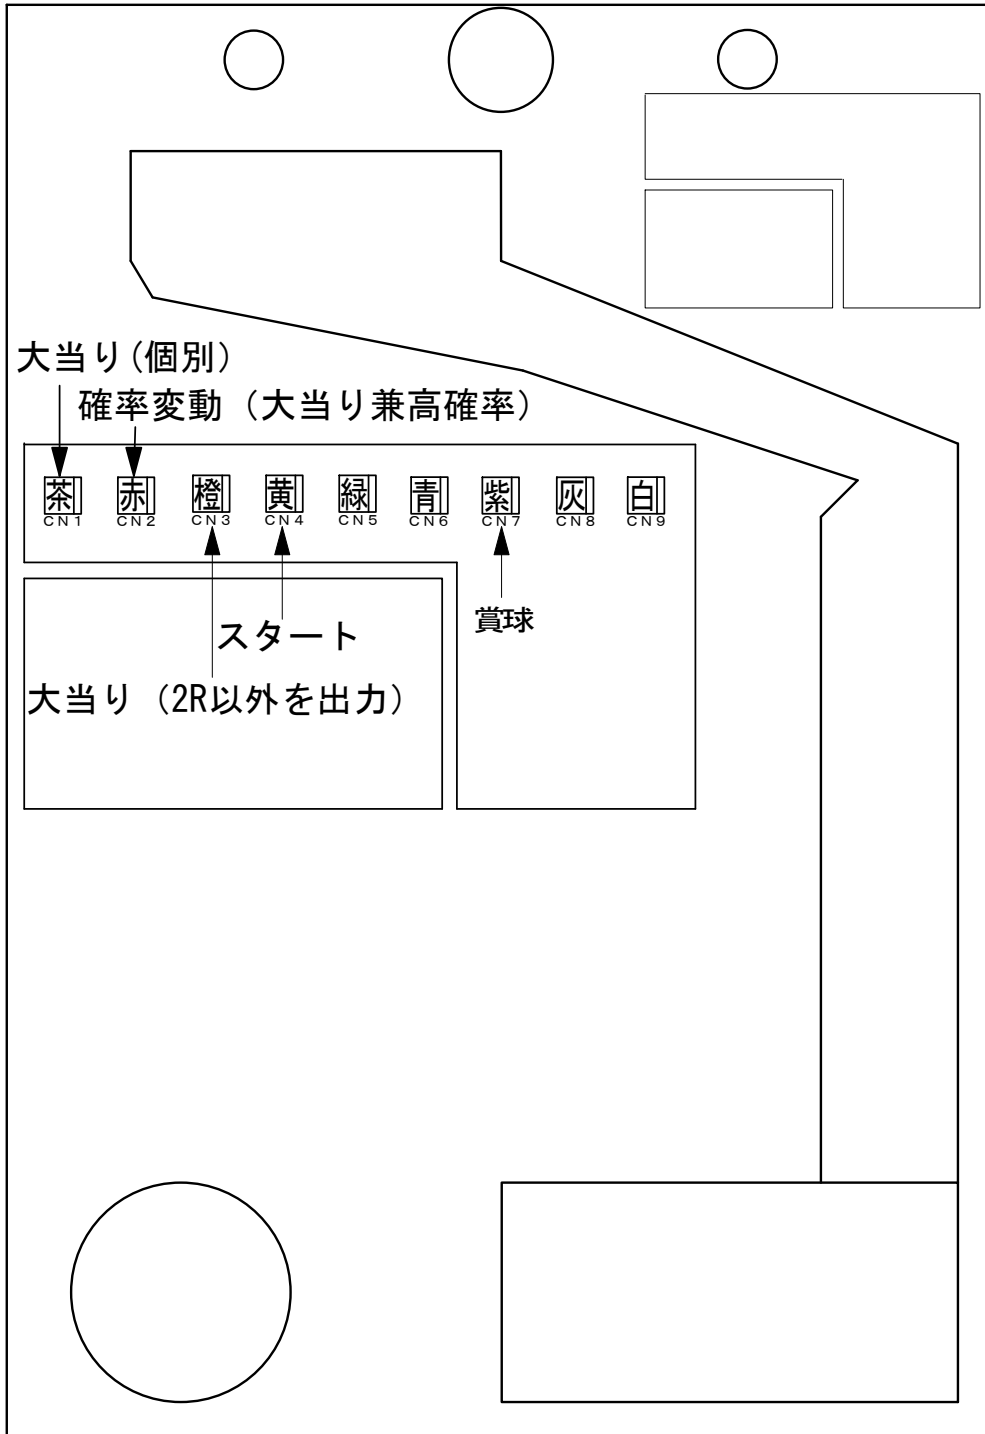 大当り(個別)
確率変動（大当り兼高確率）
茶 赤 橙 黄 緑 青 紫 灰 白
CN1 CN2 CN3 CN4 CN5 CN6 CN7 CN8 CN9
賞球
スタート
大当り（2R以外を出力）